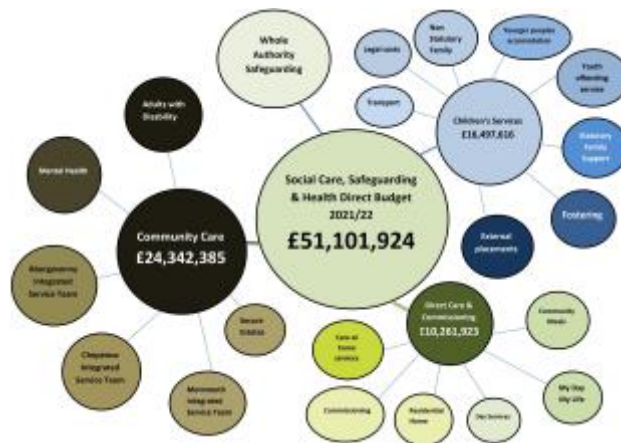 Whole
Authority
Safeguarding
Legal costs
Non
Statutory
Family
Younger peoples
accomodation
Youth
offending
service
Transport
Children's Services
£16,497,616
Statutory
Family
Support
Fostering
External
placements
Adults with
Disability
Mental Health
Social Care, Safeguarding
& Health Direct Budget
2021/22
£51,101,924
Community Care
£24,342,385
Abergavenny
Integrated
Service Team
Chepstow
Integrated
Service Team
Monmouth
Integrated
Service Team
Secure
Estates
Direct Care &
Commissioning
£10,261,923
Care at
home
services
Commissioning
Residential
Home
Day Services
My Day
My Life
Community
Meals